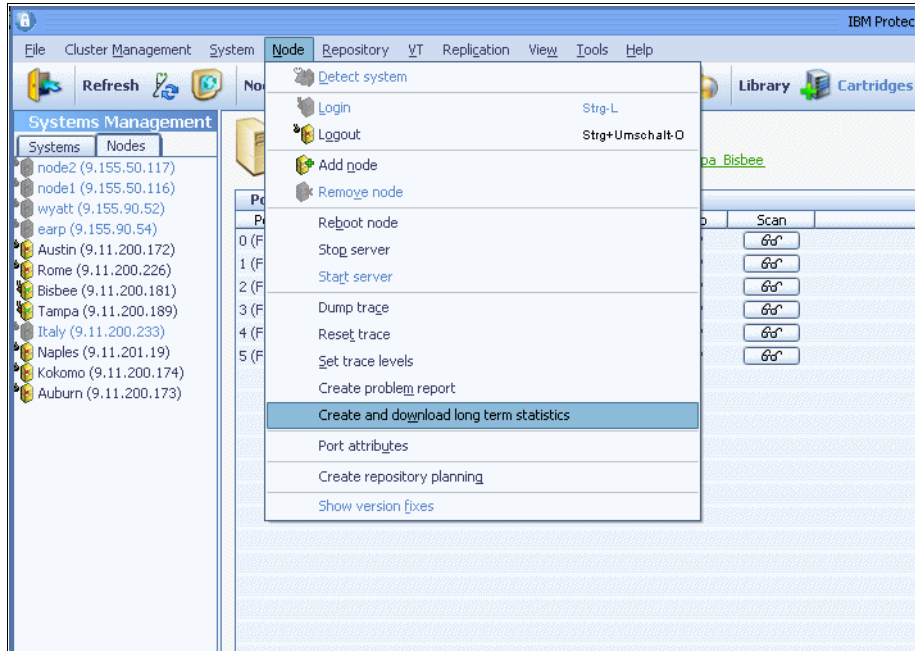 IBM Protec
File Cluster Management System Node Repository VT Replication View Tools Help
Refresh
Library Cartridges
Systems Management
Systems Nodes
node2 (9.155.50.117)
node1 (9.155.50.116)
wyatt (9.155.90.52)
earp (9.155.90.54)
Austin (9.11.200.172)
Rome (9.11.200.226)
Bisbee (9.11.200.181)
Tampa (9.11.200.189)
Italy (9.11.200.233)
Naples (9.11.201.19)
Kokomo (9.11.200.174)
Auburn (9.11.200.173)
Detect system
Login Strg-L
Logout Strg+Umschalt-O
Add node
Remove node
Reboot node
Stop server
Start server
Dump trace
Reset trace
Set trace levels
Create problem report
Create and download long term statistics
Port attributes
Create repository planning
Show version fixes
pa_Bisbee
Scan
0 (F
1 (F
2 (F
3 (F
4 (F
5 (F